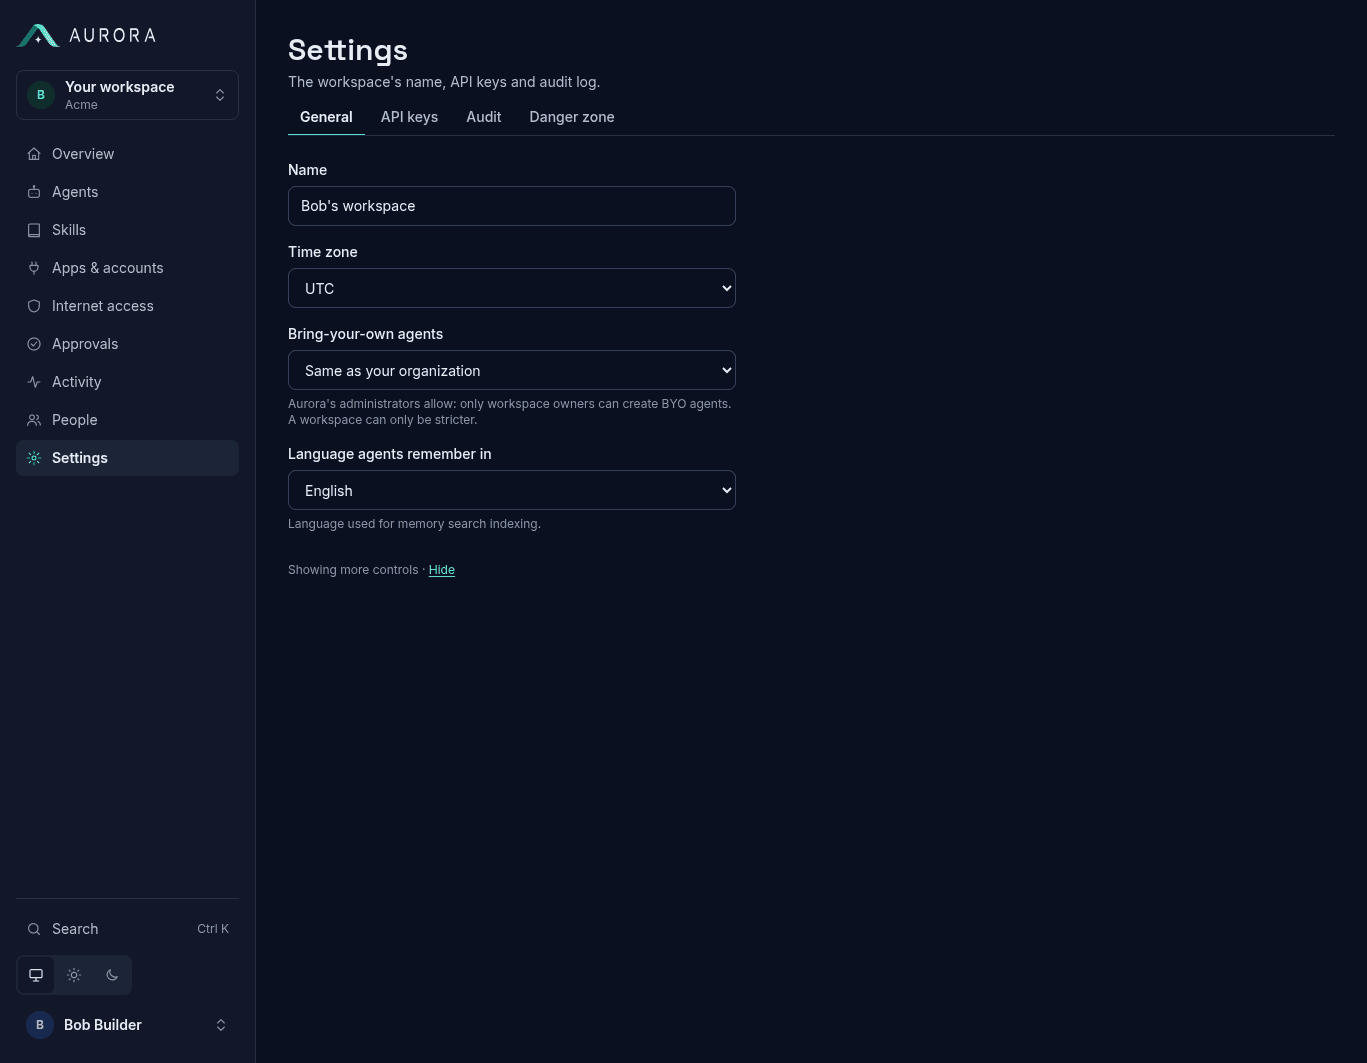 AURORA
B
Your workspace
Acme
Overview
Agents
Skills
Apps & accounts
Internet access
Approvals
Activity
People
Settings
Search
Ctrl K
B
Bob Builder
Settings
The workspace's name, API keys and audit log.
General
API keys
Audit
Danger zone
Name
Bob's workspace
Time zone
UTC
Bring-your-own agents
Same as your organization
Aurora's administrators allow: only workspace owners can create BYO agents.
A workspace can only be stricter.
Language agents remember in
English
Language used for memory search indexing.
Showing more controls · Hide